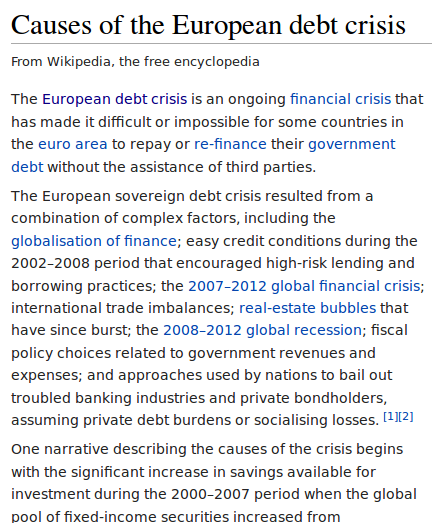 Causes of the European debt crisis
From Wikipedia, the free encyclopedia
The European debt crisis is an ongoing financial crisis that
has made it difficult or impossible for some countries in
the euro area to repay or re-finance their government
debt without the assistance of third parties.
The European sovereign debt crisis resulted from a
combination of complex factors, including the
globalisation of finance; easy credit conditions during the
2002–2008 period that encouraged high-risk lending and
borrowing practices; the 2007–2012 global financial crisis;
international trade imbalances; real-estate bubbles that
have since burst; the 2008–2012 global recession; fiscal
policy choices related to government revenues and
expenses; and approaches used by nations to bail out
troubled banking industries and private bondholders,
assuming private debt burdens or socialising losses. [1][2]
One narrative describing the causes of the crisis begins
with the significant increase in savings available for
investment during the 2000–2007 period when the global
pool of fixed-income securities increased from